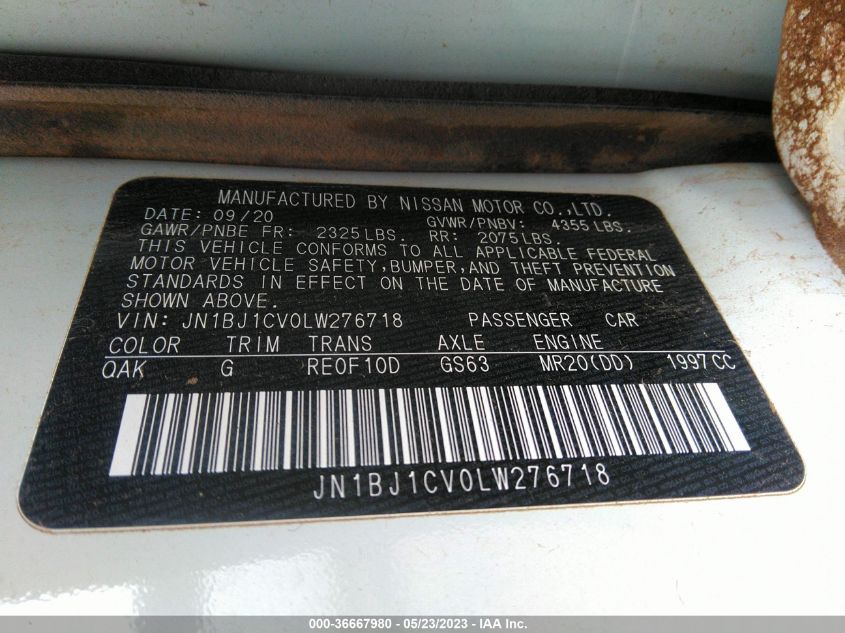 MANUFACTURED BY NISSAN MOTOR CO.,LTD.
DATE: 09/20 GVWR/PNBV: 4355 LBS.
GAWR/PNBE FR: 2325 LBS. RR: 2075 LBS.
THIS VEHICLE CONFORMS TO ALL APPLICABLE FEDERAL
MOTOR VEHICLE SAFETY,BUMPER,AND THEFT PREVENTION
STANDARDS IN EFFECT ON THE DATE OF MANUFACTURE
SHOWN ABOVE.
VIN: JN1BJ1CV0LW276718 PASSENGER CAR
COLOR TRIM TRANS AXLE ENGINE
QAK G RE0F10D GS63 MR20(DD) 1997 CC
JN1BJ1CV0LW276718
000-36667980 - 05/23/2023 - IAA Inc.